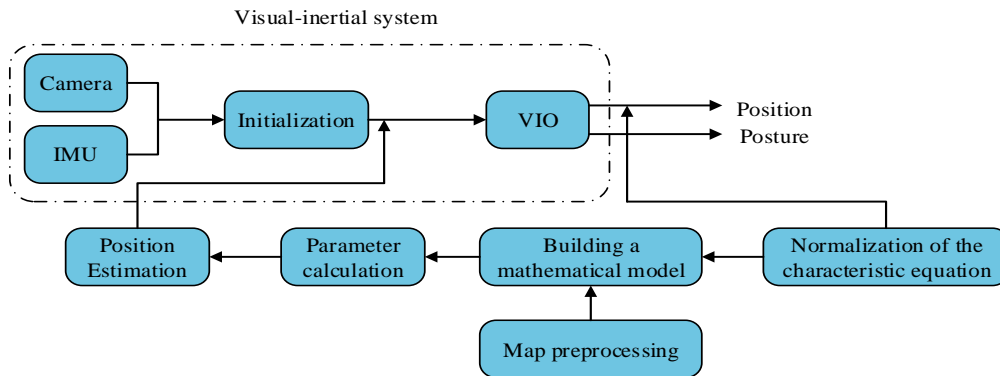 Visual-inertial system
Camera
IMU
Initialization
VIO
Position
Posture
Position
Estimation
Parameter
calculation
Building a
mathematical model
Normalization of the
characteristic equation
Map preprocessing